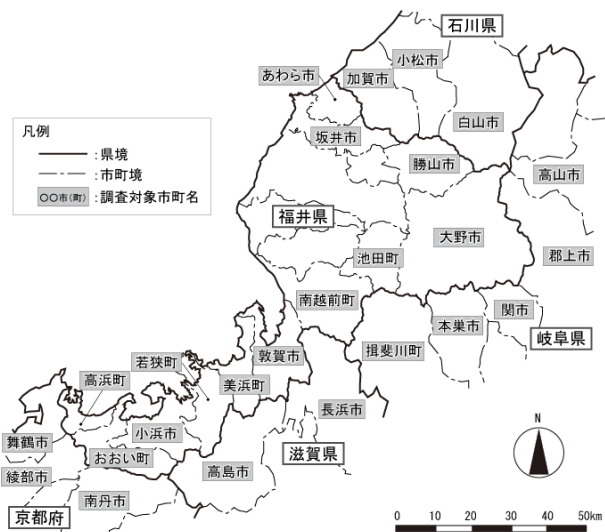 石川県
小松市
あわら市
加賀市
白山市
坂井市
凡例
：県境
：市町境
○○市(町)：調査対象市町名
勝山市
高山市
福井県
大野市
郡上市
池田町
南越前町
関市
本巣市
岐阜県
若狭町
敦賀市
揖斐川町
高浜町
美浜町
長浜市
小浜市
舞鶴市
おおい町
滋賀県
高島市
綾部市
南丹市
京都府
N
0 10 20 30 40 50km